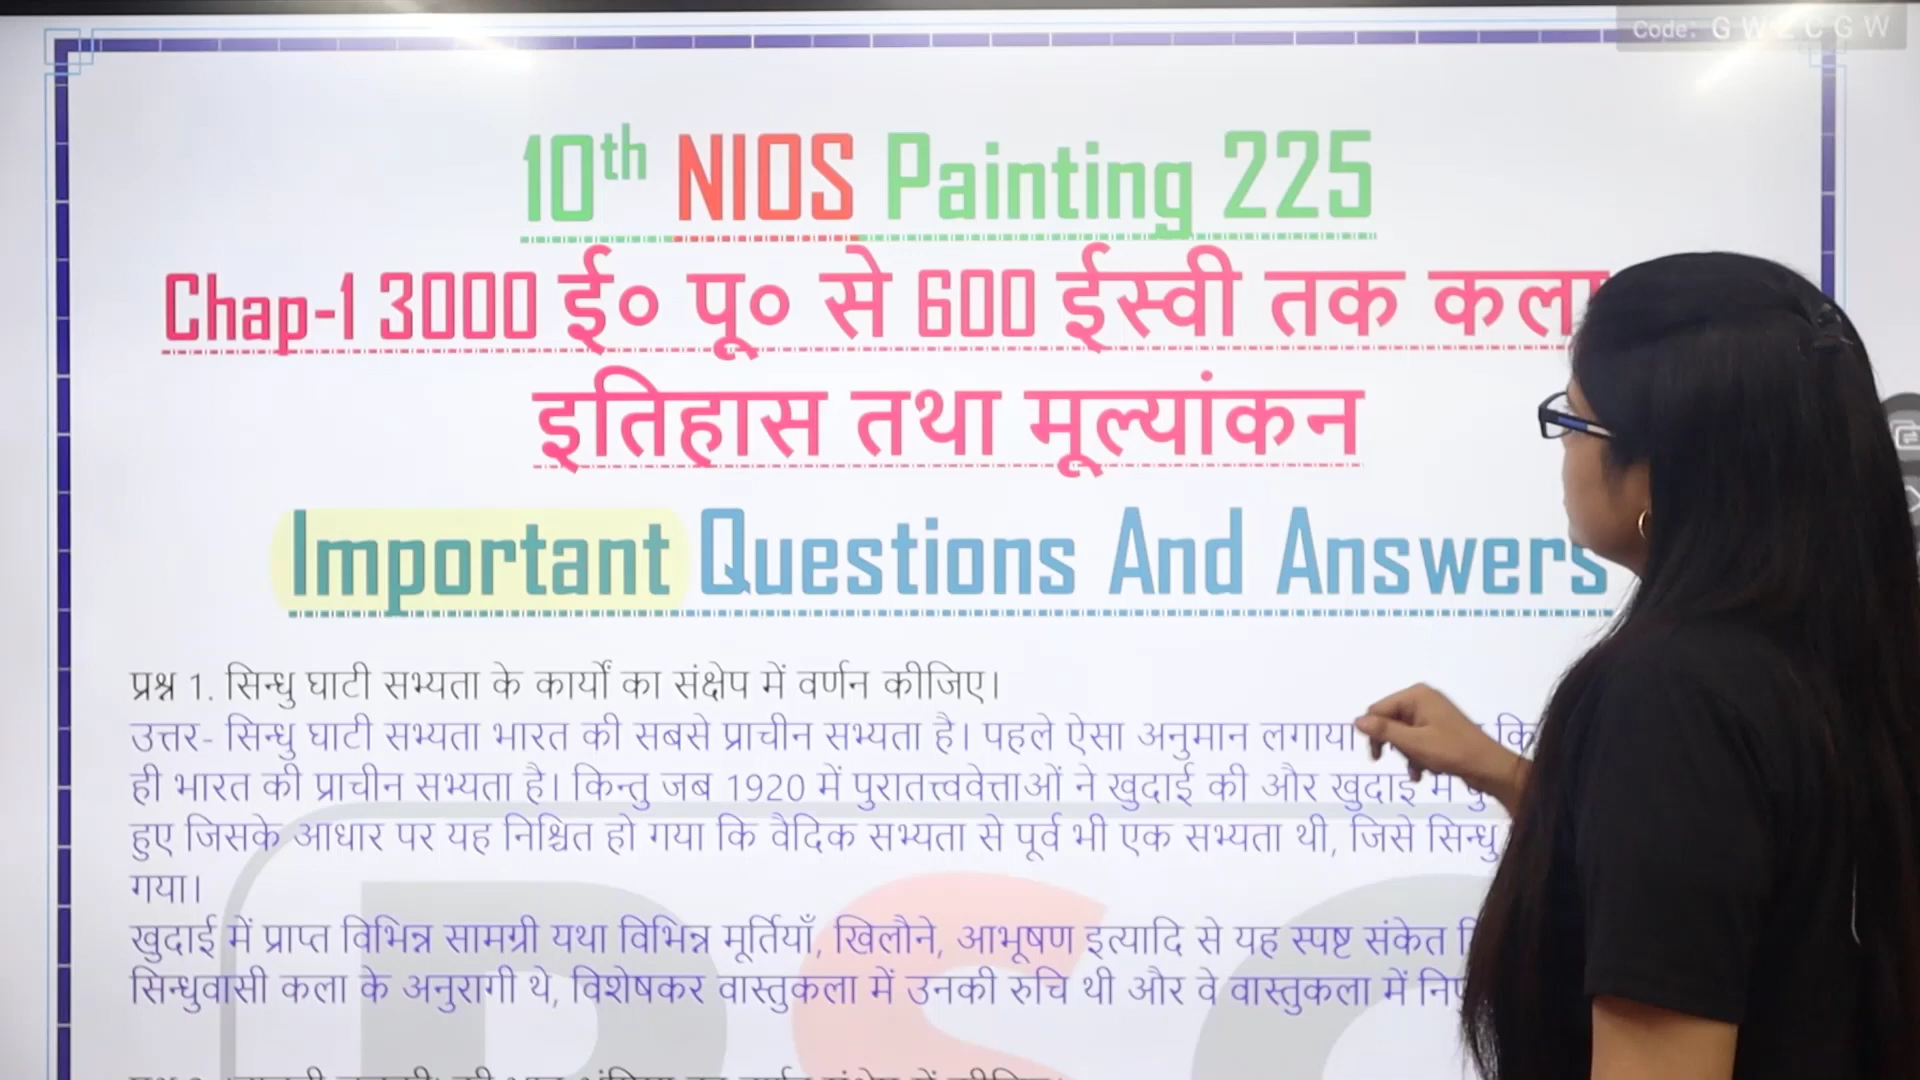 Code: G W 2 C G W
10th NIOS Painting 225
Chap-1 3000 ई० पू० से 600 ईस्वी तक कला
इतिहास तथा मूल्यांकन
Important Questions And Answers
प्रश्न 1. सिन्धु घाटी सभ्यता के कार्यों का संक्षेप में वर्णन कीजिए।
उत्तर- सिन्धु घाटी सभ्यता भारत की सबसे प्राचीन सभ्यता है। पहले ऐसा अनुमान लगाया
ही भारत की प्राचीन सभ्यता है। किन्तु जब 1920 में पुरातत्त्ववेत्ताओं ने खुदाई की और खुदाई में
हुए जिसके आधार पर यह निश्चित हो गया कि वैदिक सभ्यता से पूर्व भी एक सभ्यता थी, जिसे सिन्धु
गया।
खुदाई में प्राप्त विभिन्न सामग्री यथा विभिन्न मूर्तियाँ, खिलौने, आभूषण इत्यादि से यह स्पष्ट संकेत
सिन्धुवासी कला के अनुरागी थे, विशेषकर वास्तुकला में उनकी रुचि थी और वे वास्तुकला में